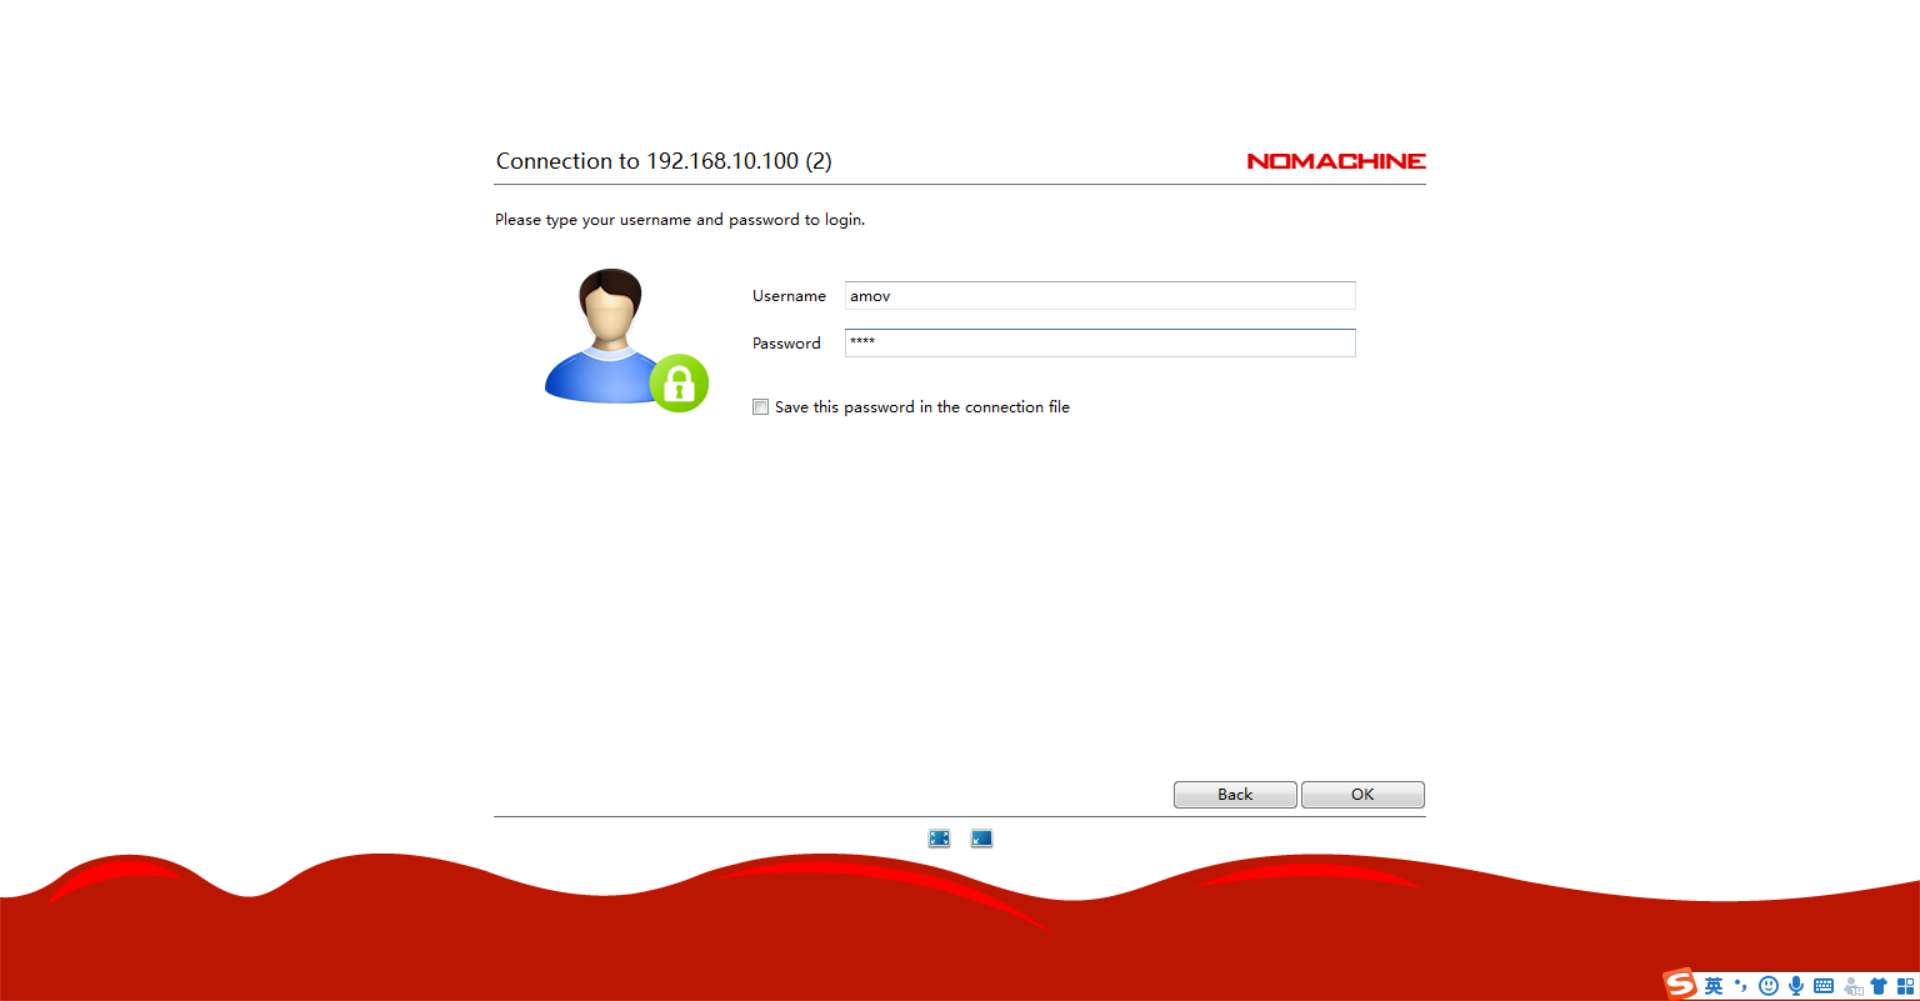 Connection to 192.168.10.100 (2)
NOMACHINE
Please type your username and password to login.
Username
amov
Password
****
Save this password in the connection file
Back
OK
S
英